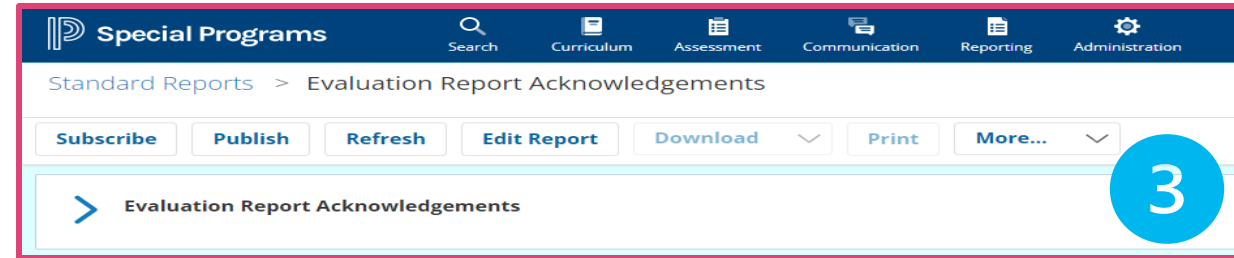 Special Programs
Search Curriculum Assessment Communication Reporting Administration
Standard Reports > Evaluation Report Acknowledgements
Subscribe Publish Refresh Edit Report Download Print More...
Evaluation Report Acknowledgements
3